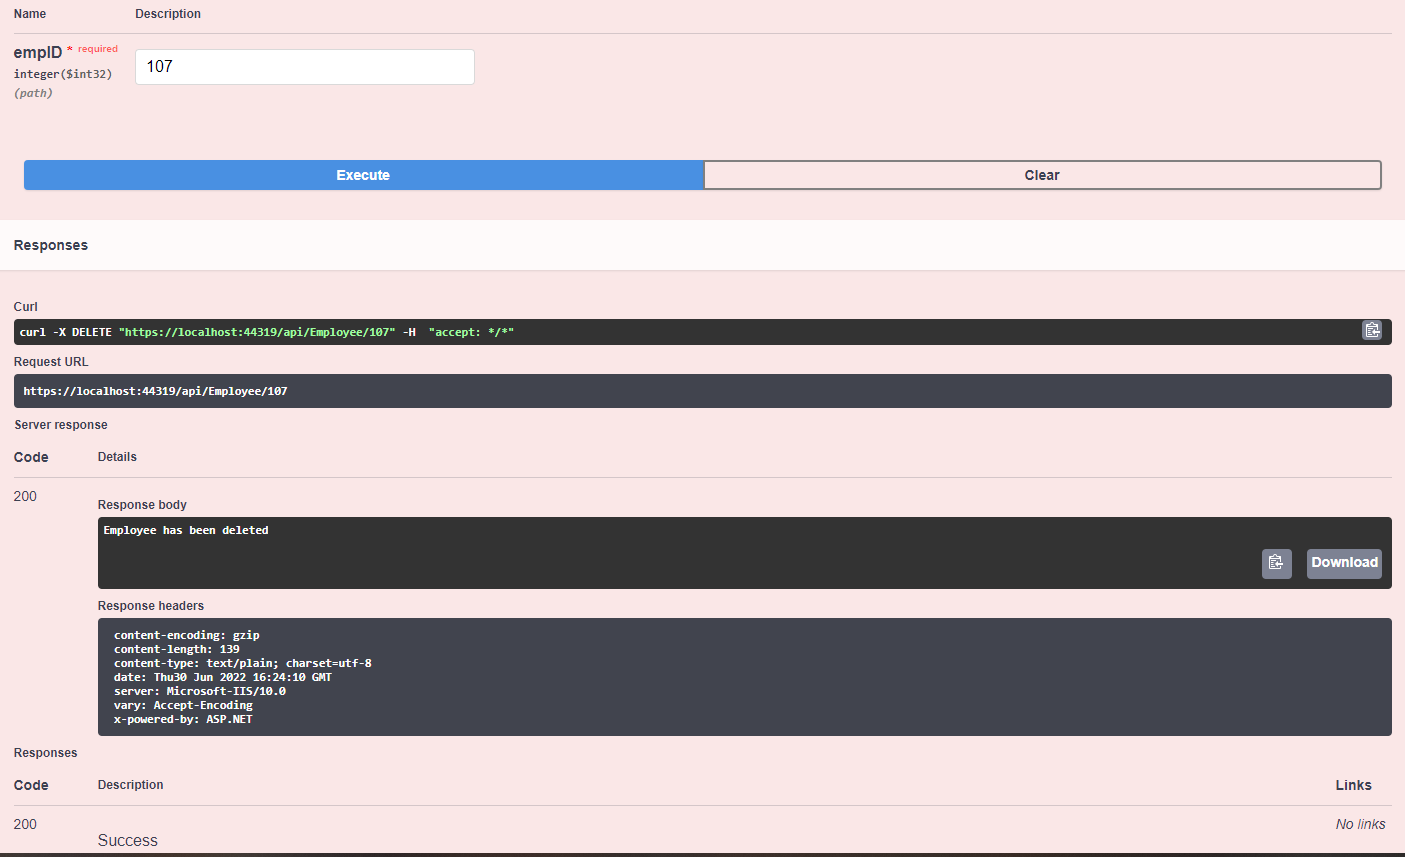 Name Description
empID * required
107
integer($int32)
(path)
Execute Clear
Responses
Curl
curl -X DELETE "https://localhost:44319/api/Employee/107" -H  "accept: */*"
Request URL
https://localhost:44319/api/Employee/107
Server response
Code Details
200
Response body
Employee has been deleted
Download
Response headers
content-encoding: gzip
content-length: 139
content-type: text/plain; charset=utf-8
date: Thu30 Jun 2022 16:24:10 GMT
server: Microsoft-IIS/10.0
vary: Accept-Encoding
x-powered-by: ASP.NET
Responses
Code Description Links
200 No links
Success